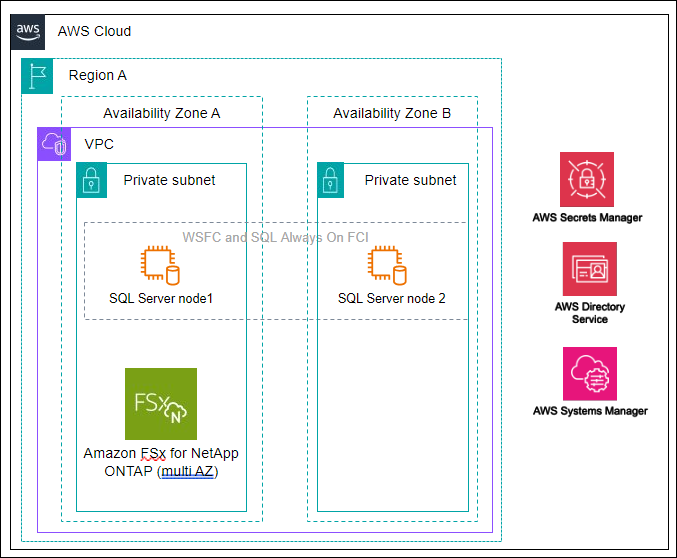 aws
AWS Cloud
Region A
Availability Zone A
Availability Zone B
VPC
Private subnet
Private subnet
WSFC and SQL Always On FCI
SQL Server node1
SQL Server node 2
FSx
N
Amazon FSx for NetApp
ONTAP (multi AZ)
AWS Secrets Manager
AWS Directory
Service
AWS Systems Manager